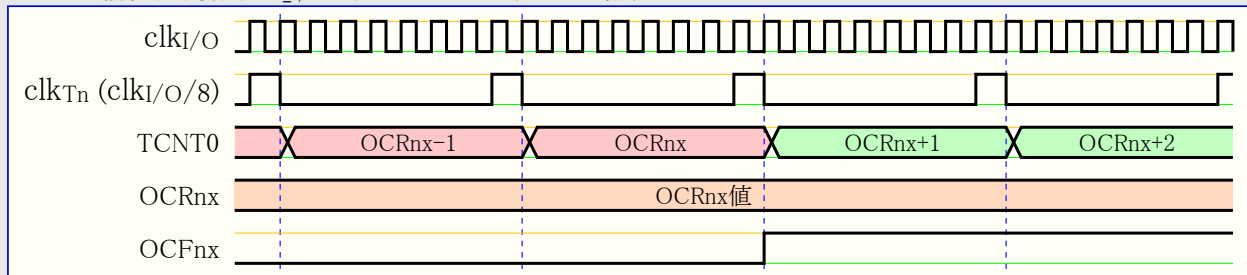 clkI/O
clkTn (clkI/O/8)
TCNT0 OCRnx-1 OCRnx OCRnx+1 OCRnx+2
OCRnx OCRnx値
OCFnx